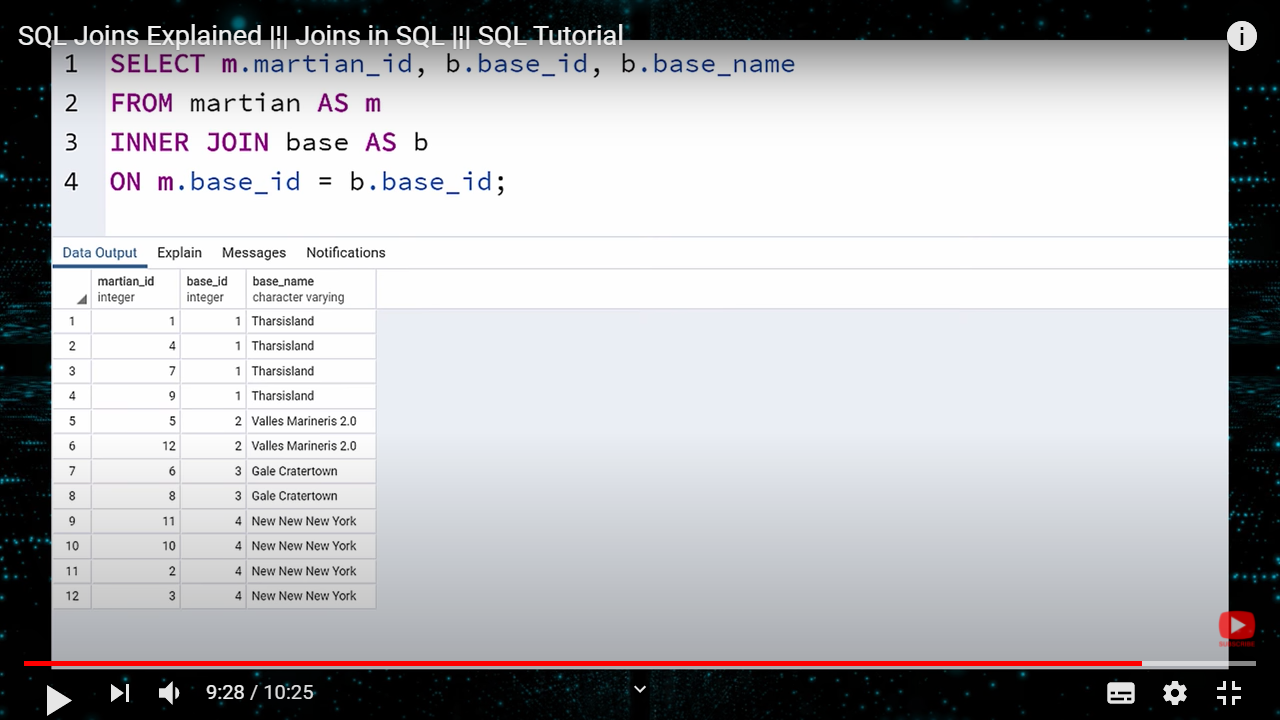 SQL Joins Explained ||¦| Joins in SQL ||¦| SQL Tutorial
1 SELECT m.martian_id, b.base_id, b.base_name
2 FROM martian AS m
3 INNER JOIN base AS b
4 ON m.base_id = b.base_id;
Data Output Explain Messages Notifications
martian_id base_id base_name
integer integer character varying
1 1 1 Tharsisland
2 4 1 Tharsisland
3 7 1 Tharsisland
4 9 1 Tharsisland
5 5 2 Valles Marineris 2.0
6 12 2 Valles Marineris 2.0
7 6 3 Gale Cratertown
8 8 3 Gale Cratertown
9 11 4 New New New York
10 10 4 New New New York
11 2 4 New New New York
12 3 4 New New New York
SUBSCRIBE
9:28 / 10:25